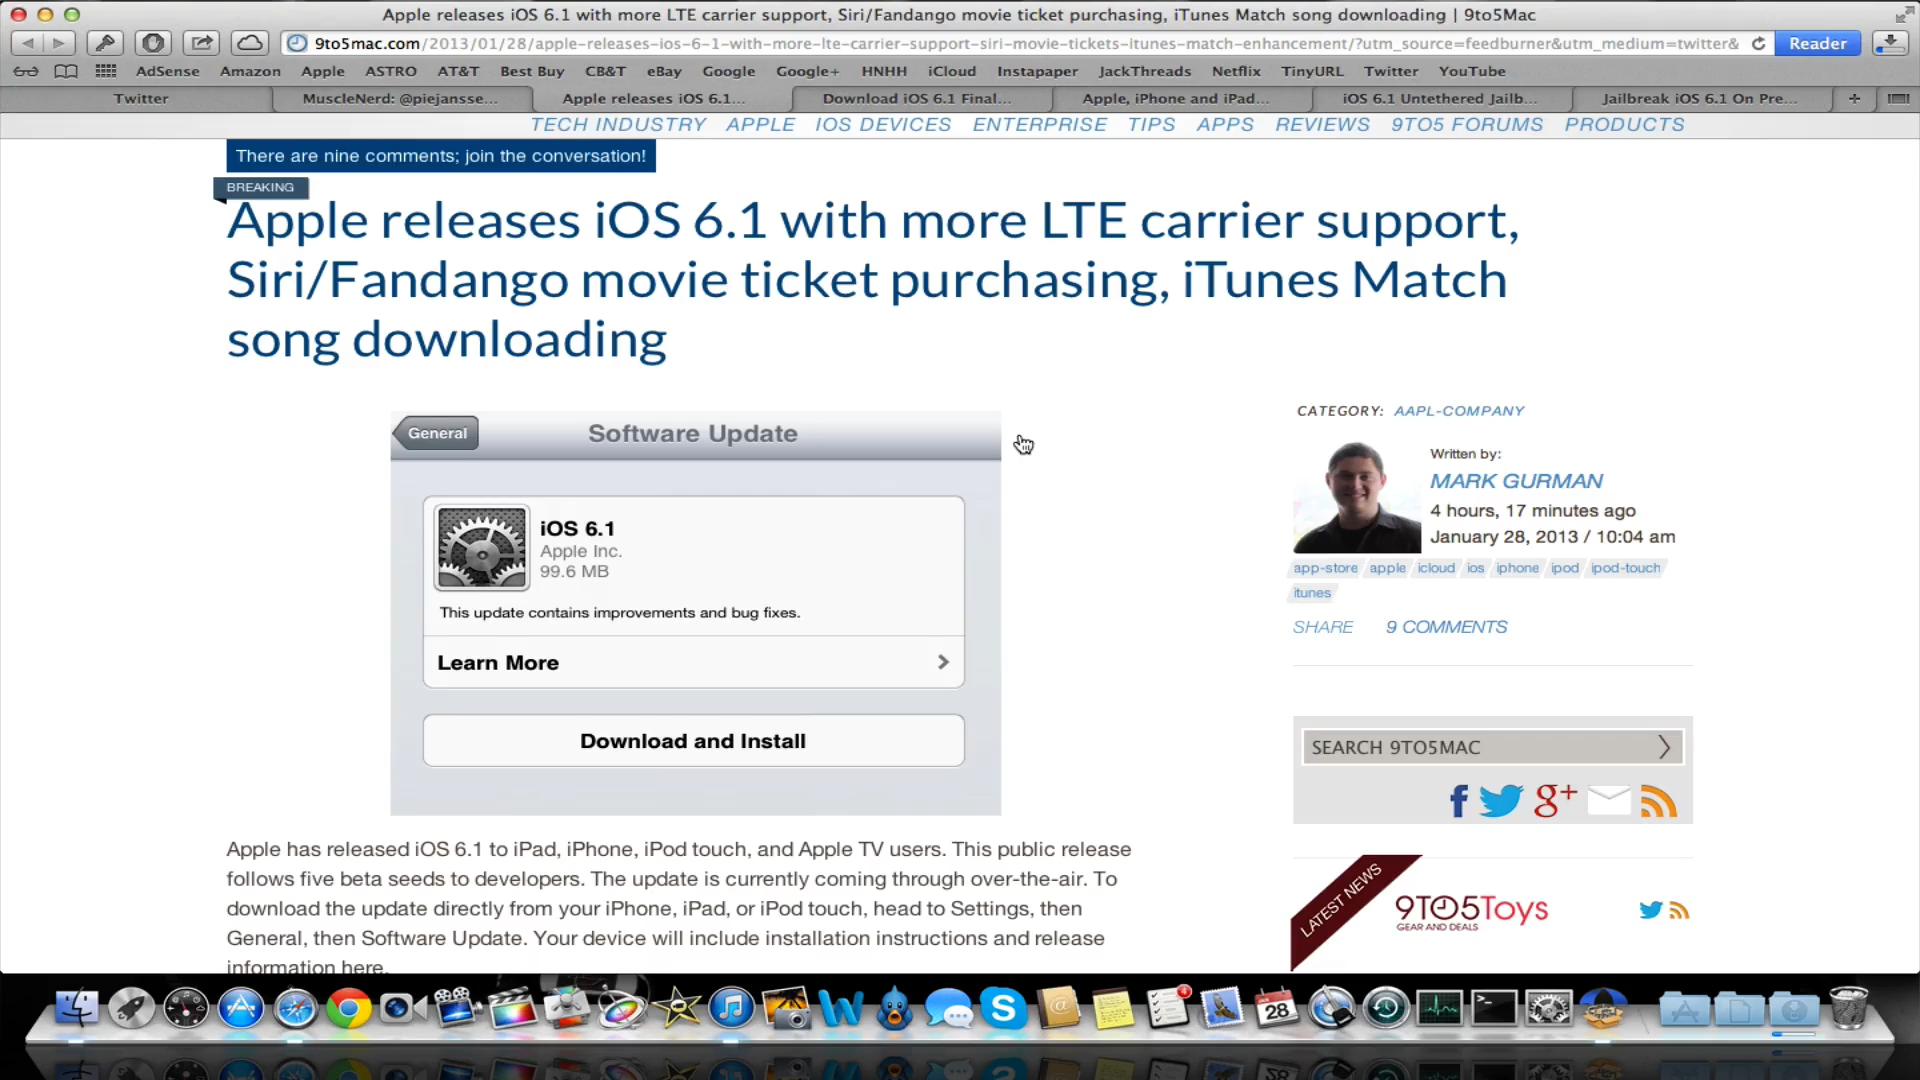 Apple releases iOS 6.1 with more LTE carrier support, Siri/Fandango movie ticket purchasing, iTunes Match song downloading | 9to5Mac
9to5mac.com/2013/01/28/apple-releases-ios-6-1-with-more-lte-carrier-support-siri-movie-tickets-itunes-match-enhancement/?utm_source=feedburner&utm_medium=twitter&
Reader
AdSense Amazon Apple ASTRO AT&T Best Buy CB&T eBay Google Google+ HNHH iCloud Instapaper JackThreads Netflix TinyURL Twitter YouTube
Twitter MuscleNerd: @piejansse... Apple releases iOS 6.1... Download iOS 6.1 Final... Apple, iPhone and iPad... iOS 6.1 Untethered Jailb... Jailbreak iOS 6.1 On Pre...
TECH INDUSTRY APPLE IOS DEVICES ENTERPRISE TIPS APPS REVIEWS 9TO5 FORUMS PRODUCTS
There are nine comments; join the conversation!
BREAKING
Apple releases iOS 6.1 with more LTE carrier support,
Siri/Fandango movie ticket purchasing, iTunes Match
song downloading
General
Software Update
iOS 6.1
Apple Inc.
99.6 MB
This update contains improvements and bug fixes.
Learn More
Download and Install
Apple has released iOS 6.1 to iPad, iPhone, iPod touch, and Apple TV users. This public release
follows five beta seeds to developers. The update is currently coming through over-the-air. To
download the update directly from your iPhone, iPad, or iPod touch, head to Settings, then
General, then Software Update. Your device will include installation instructions and release
information here.
CATEGORY: AAPL-COMPANY
Written by:
MARK GURMAN
4 hours, 17 minutes ago
January 28, 2013 / 10:04 am
app-store apple icloud ios iphone ipod ipod-touch
itunes
SHARE 9 COMMENTS
SEARCH 9TO5MAC
f g+
LATEST NEWS
9TO5Toys
GEAR AND DEALS
W S @ 4 JAN 28 >_